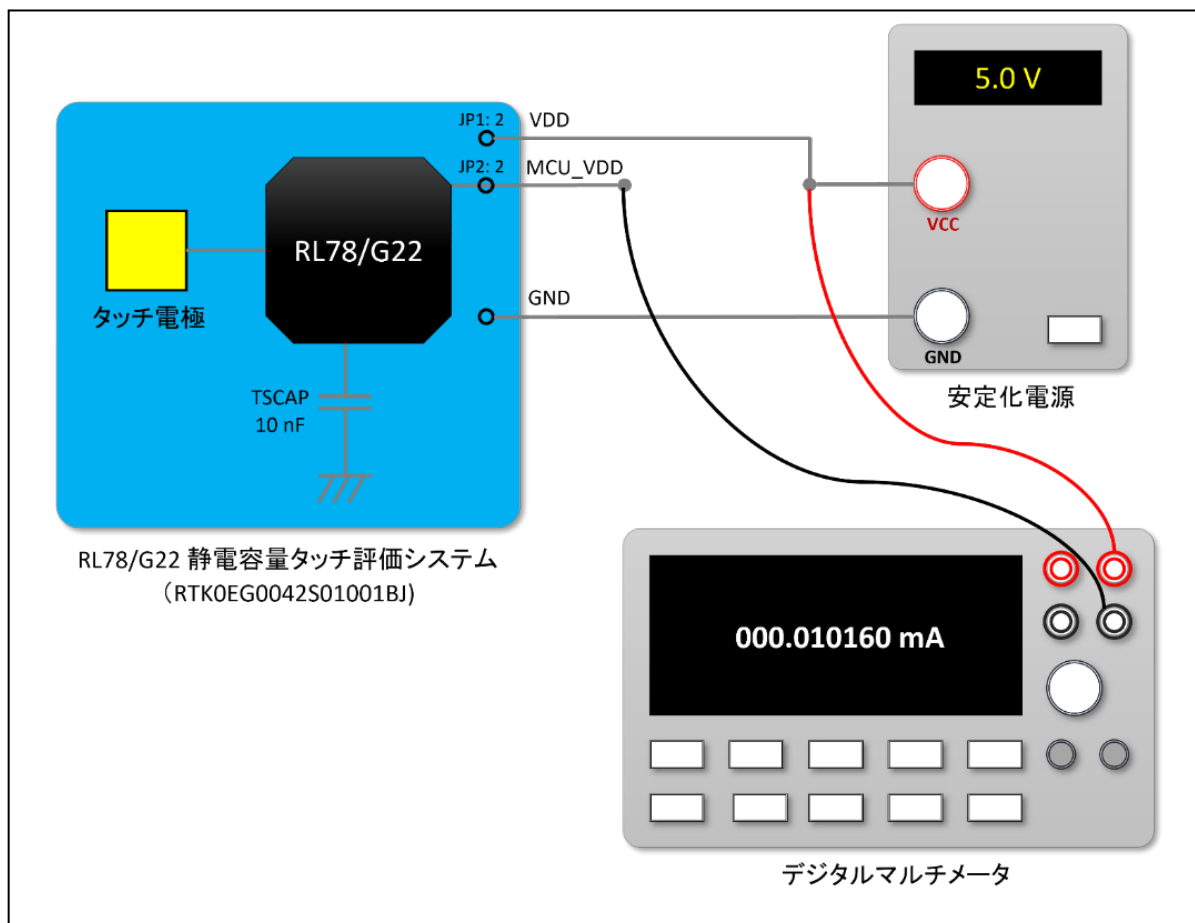 5.0 V
JP1: 2 VDD
JP2: 2 MCU_VDD
RL78/G22
VCC
タッチ電極
GND
GND
TSCAP
10 nF
安定化電源
RL78/G22 静電容量タッチ評価システム
（RTK0EG0042S01001BJ)
000.010160 mA
デジタルマルチメータ